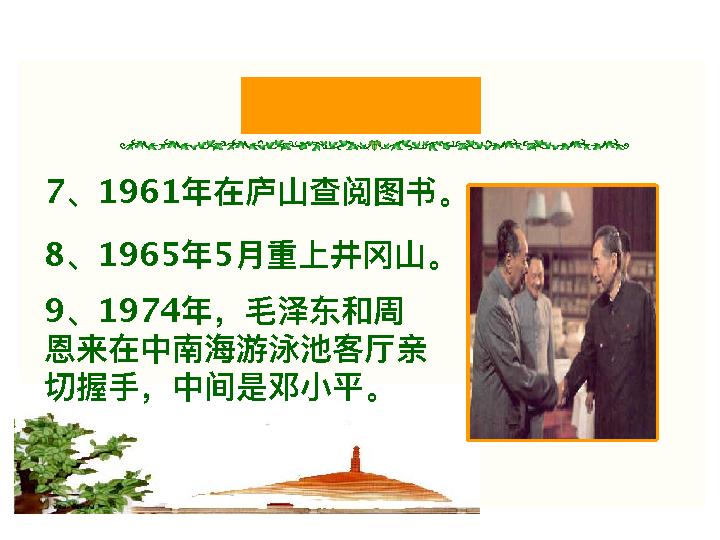 7、1961年在庐山查阅图书。
8、1965年5月重上井冈山。
9、1974年，毛泽东和周
恩来在中南海游泳池客厅亲
切握手，中间是邓小平。